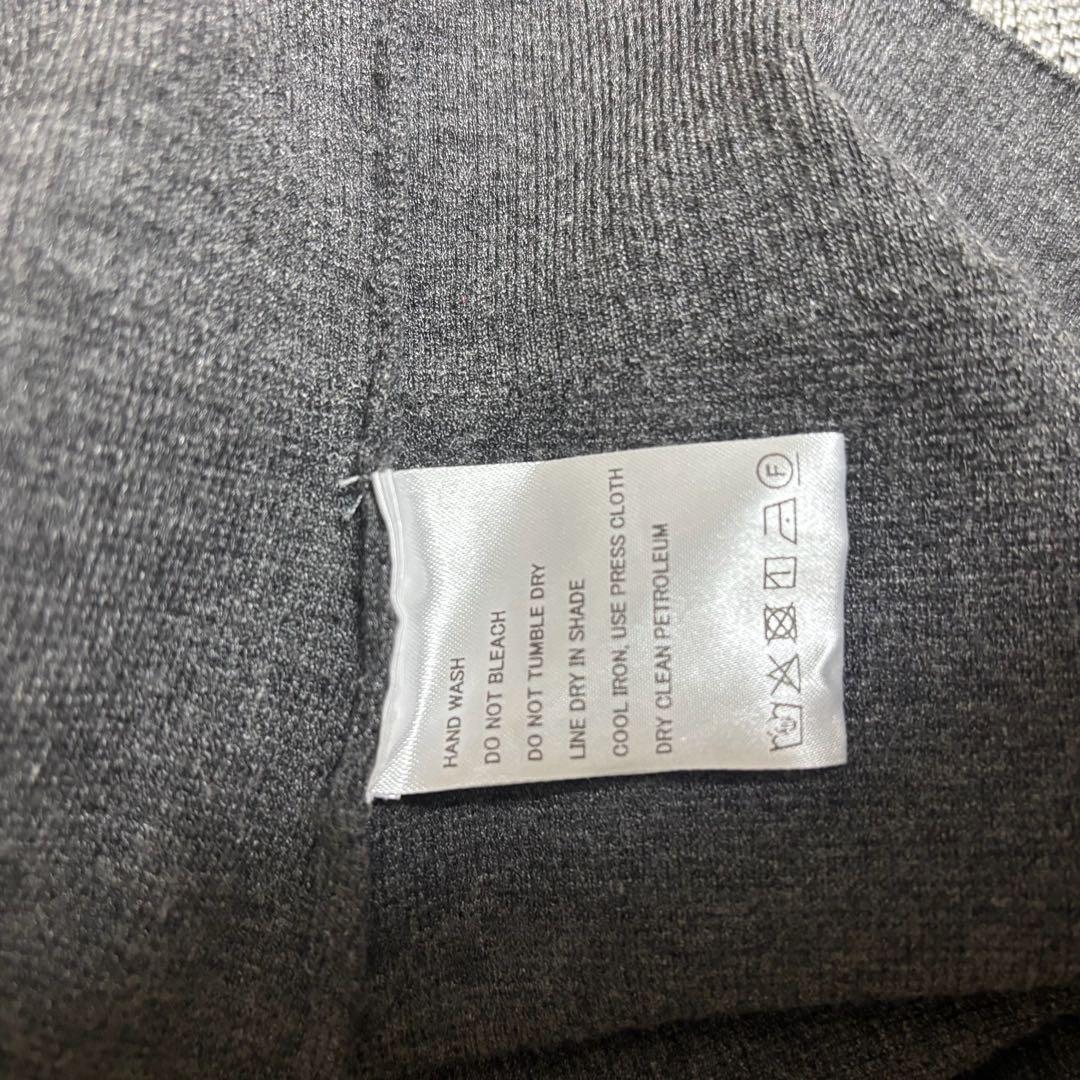 HAND WASH
DO NOT BLEACH
DO NOT TUMBLE DRY
LINE DRY IN SHADE
COOL IRON, USE PRESS CLOTH
DRY CLEAN PETROLEUM
F